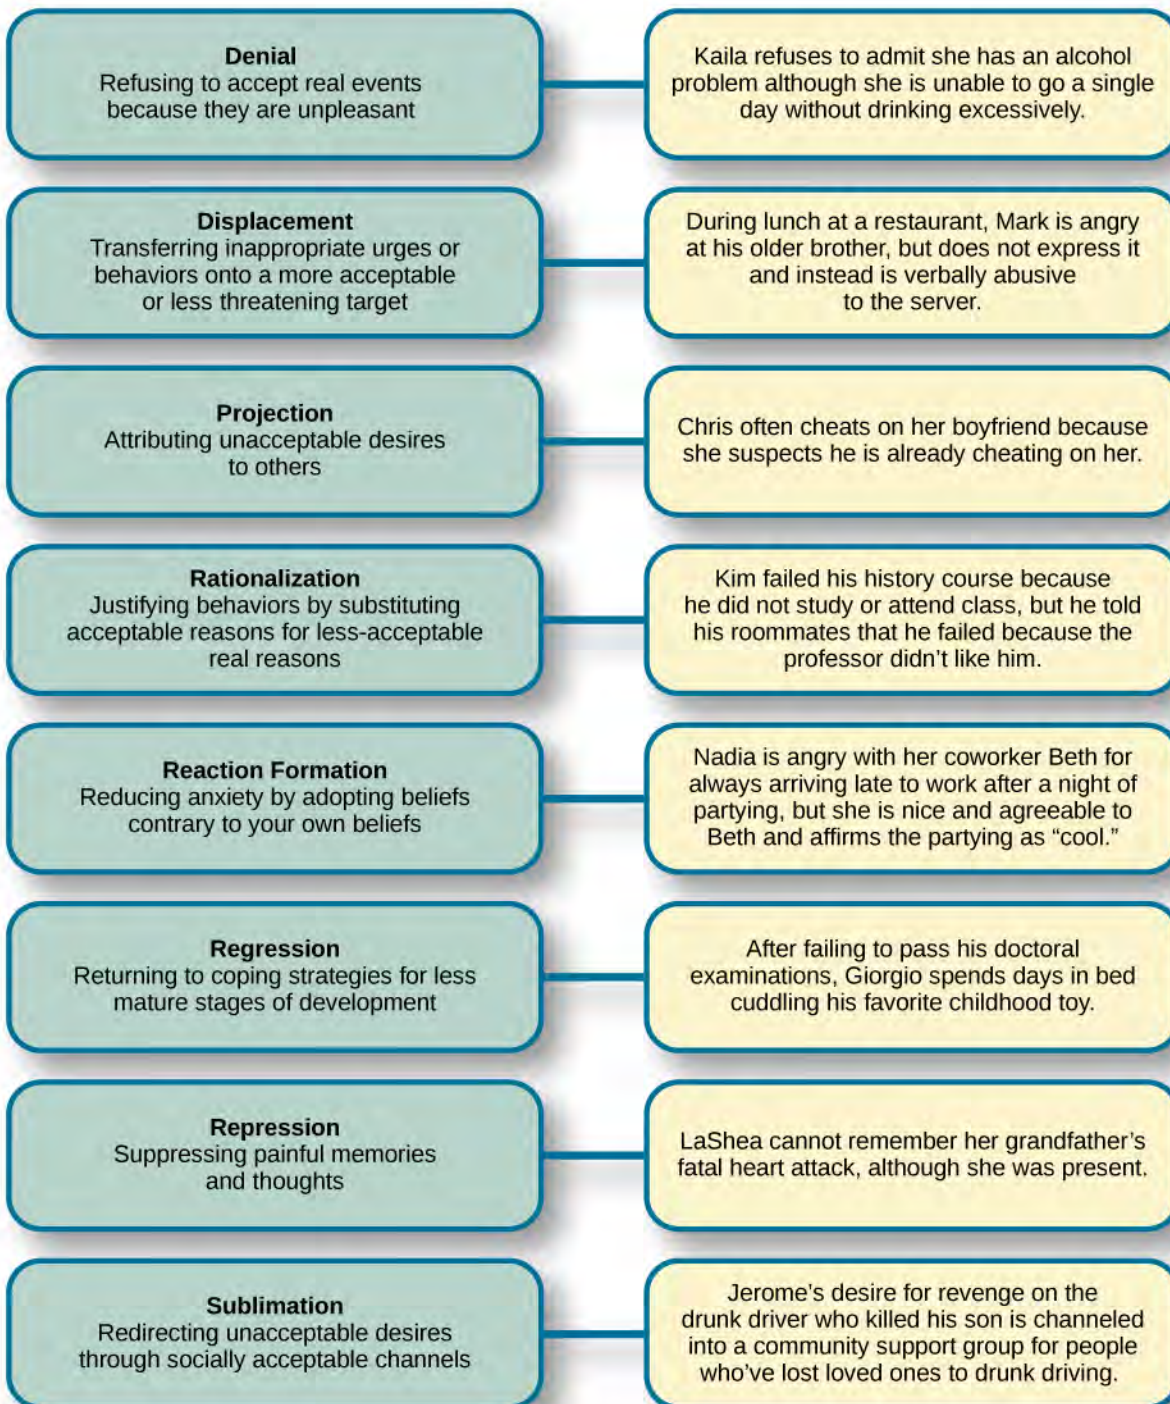 Denial
Refusing to accept real events
because they are unpleasant
Kaila refuses to admit she has an alcohol
problem although she is unable to go a single
day without drinking excessively.
Displacement
Transferring inappropriate urges or
behaviors onto a more acceptable
or less threatening target
During lunch at a restaurant, Mark is angry
at his older brother, but does not express it
and instead is verbally abusive
to the server.
Projection
Attributing unacceptable desires
to others
Chris often cheats on her boyfriend because
she suspects he is already cheating on her.
Rationalization
Justifying behaviors by substituting
acceptable reasons for less-acceptable
real reasons
Kim failed his history course because
he did not study or attend class, but he told
his roommates that he failed because the
professor didn’t like him.
Reaction Formation
Reducing anxiety by adopting beliefs
contrary to your own beliefs
Nadia is angry with her coworker Beth for
always arriving late to work after a night of
partying, but she is nice and agreeable to
Beth and affirms the partying as “cool.”
Regression
Returning to coping strategies for less
mature stages of development
After failing to pass his doctoral
examinations, Giorgio spends days in bed
cuddling his favorite childhood toy.
Repression
Suppressing painful memories
and thoughts
LaShea cannot remember her grandfather’s
fatal heart attack, although she was present.
Sublimation
Redirecting unacceptable desires
through socially acceptable channels
Jerome’s desire for revenge on the
drunk driver who killed his son is channeled
into a community support group for people
who’ve lost loved ones to drunk driving.